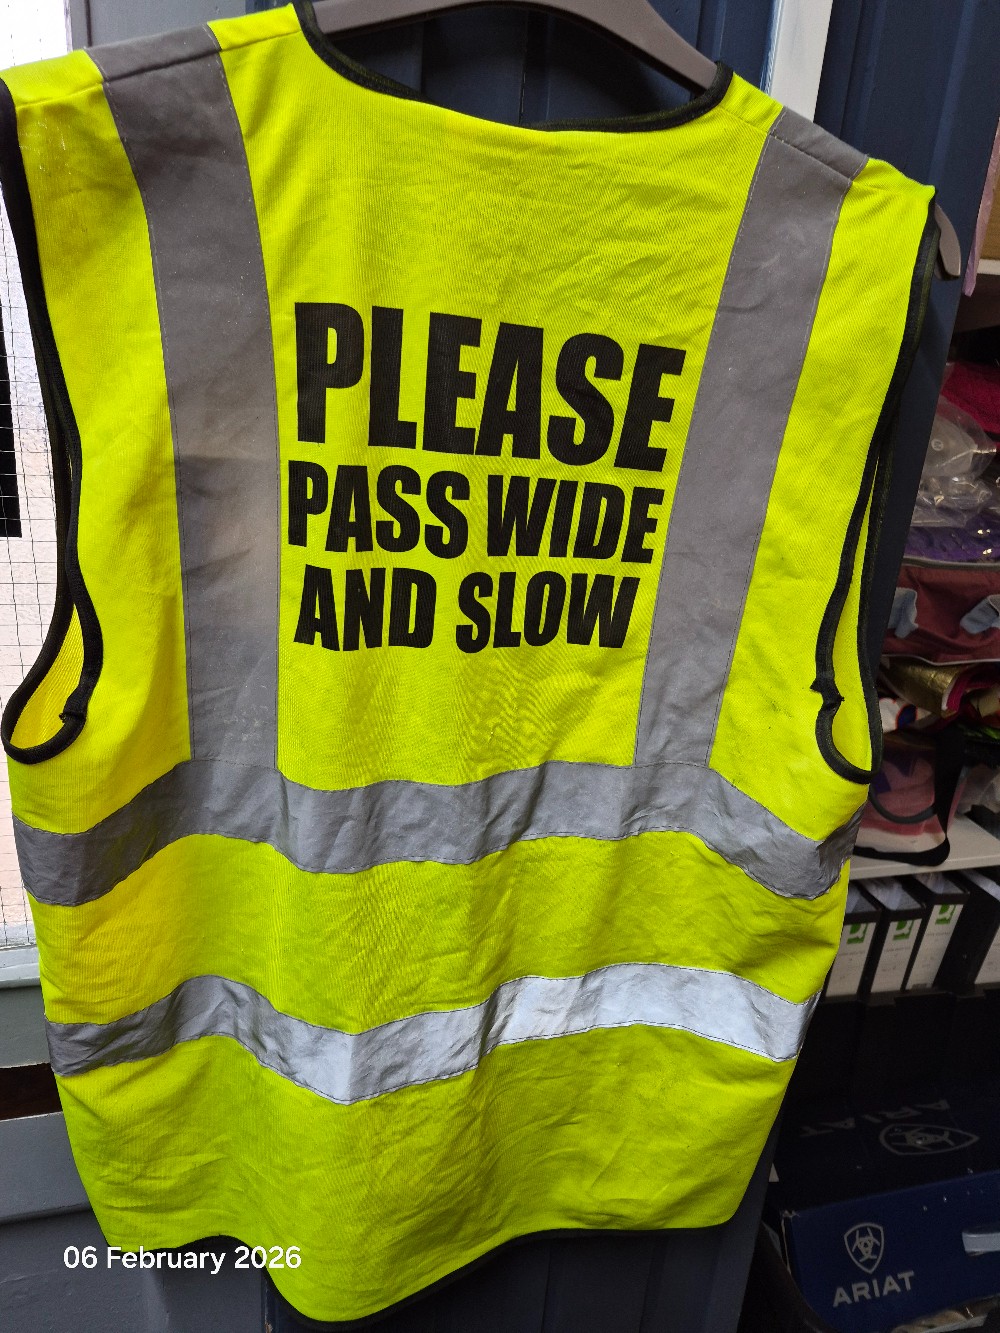 PLEASE
PASS WIDE
AND SLOW
06 February 2026
ARIAT